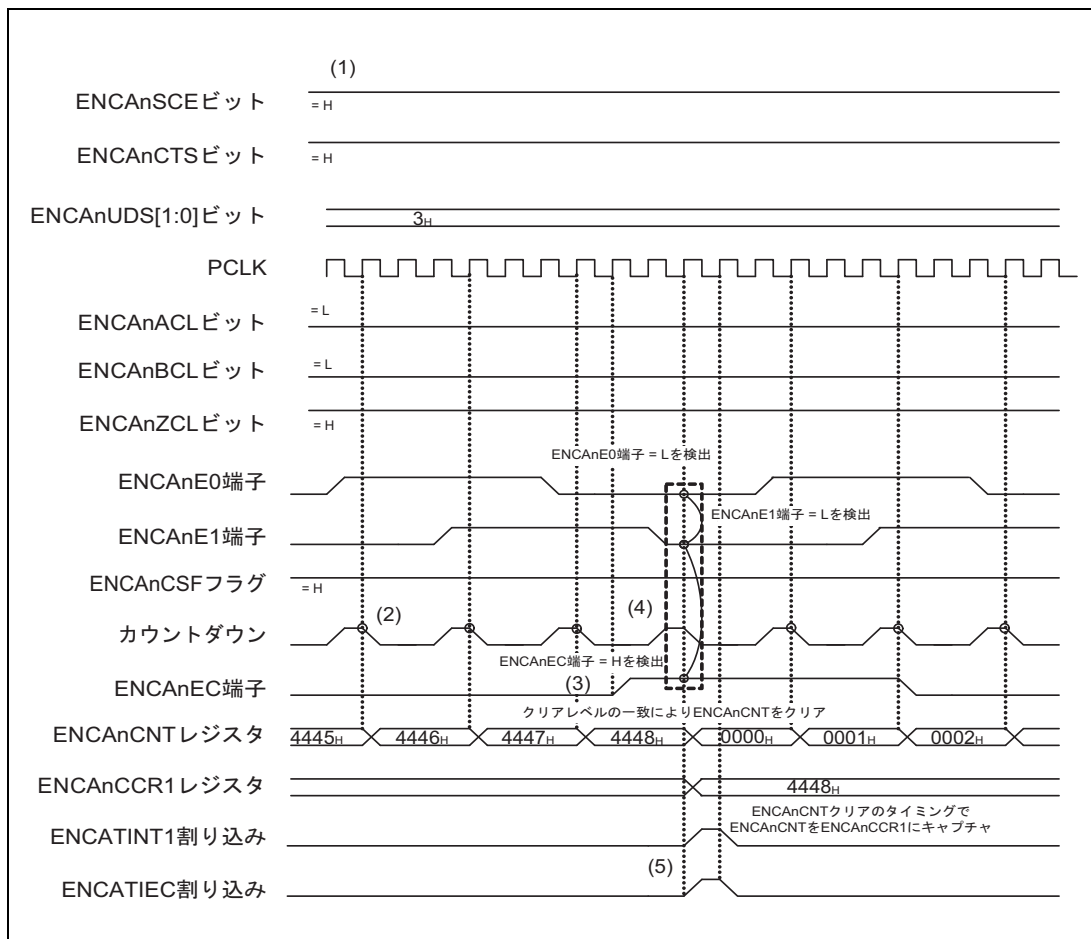 (1)
ENCAnSCEビット
= H
ENCAnCTSビット
= H
ENCAnUDS[1:0]ビット
3H
PCLK
ENCAnACLビット
= L
ENCAnBCLビット
= L
ENCAnZCLビット
= H
ENCAnE0端子 = Lを検出
ENCAnE0端子
ENCAnE1端子 = Lを検出
ENCAnE1端子
ENCAnCSFフラグ
= H
(2)
(4)
カウントダウン
ENCAnEC端子 = Hを検出
(3)
ENCAnEC端子
クリアレベルの一致によりENCAnCNTをクリア
ENCAnCNTレジスタ
4445H 4446H 4447H 4448H 0000H 0001H 0002H
ENCAnCCR1レジスタ
4448H
ENCAnCNTクリアのタイミングで
ENCAnCNTをENCAnCCR1にキャプチャ
ENCATINT1割り込み
(5)
ENCATIEC割り込み